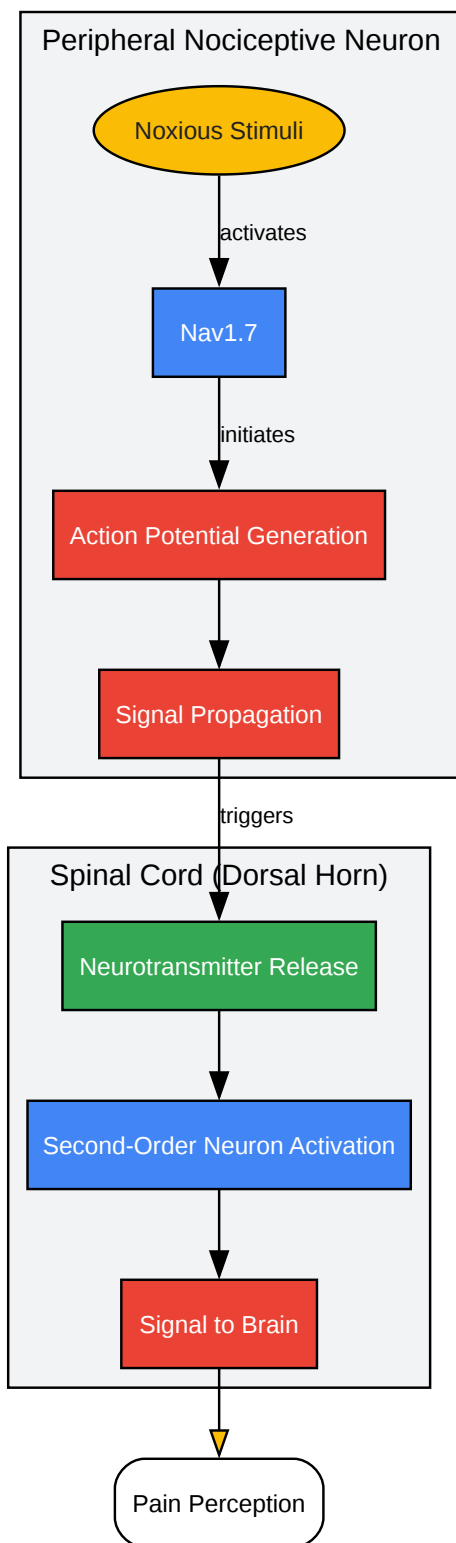 Peripheral Nociceptive Neuron
Noxious Stimuli
activates
Nav1.7
initiates
Action Potential Generation
Signal Propagation
triggers
Spinal Cord (Dorsal Horn)
Neurotransmitter Release
Second-Order Neuron Activation
Signal to Brain
Pain Perception